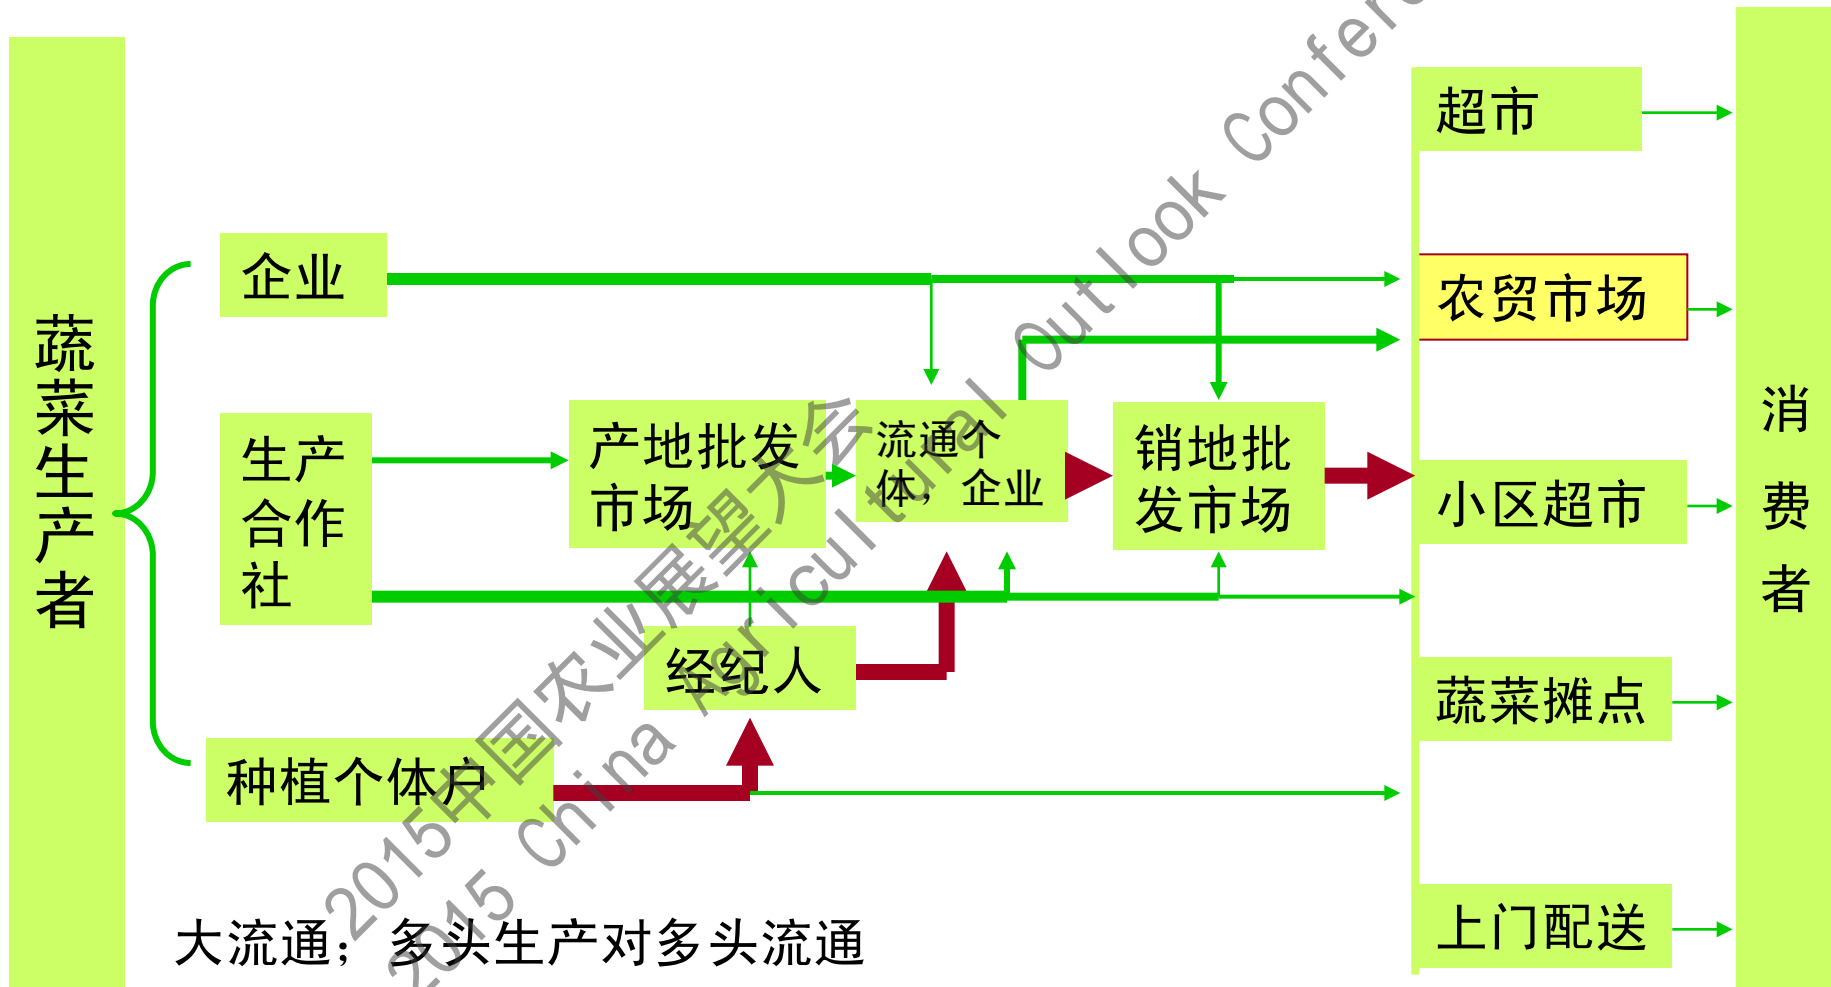 蔬菜生产者
企业
生产
合作
社
种植个体户
产地批发
市场
经纪人
流通个
体，企业
销地批
发市场
超市
农贸市场
小区超市
蔬菜摊点
上门配送
消费者
大流通；多头生产对多头流通
2015中国农业展望大会
2015 China Agricultural Outlook Confere